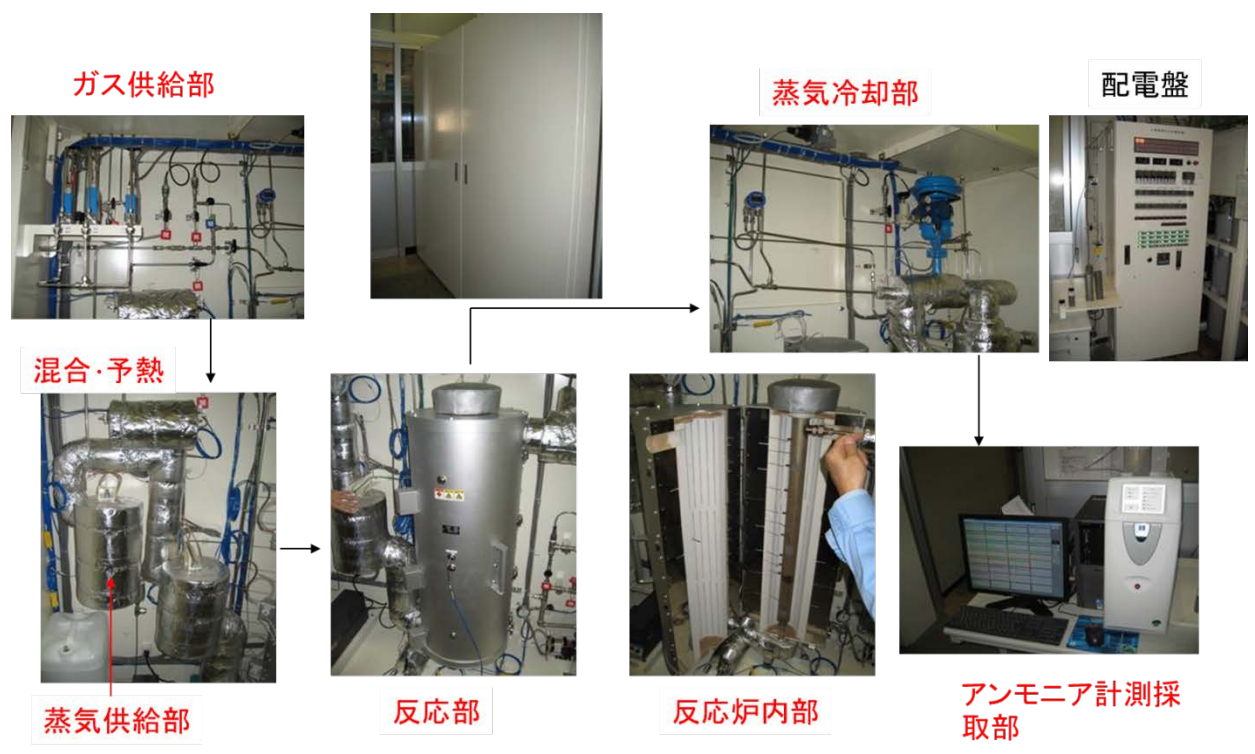 ガス供給部
蒸気冷却部
配電盤
混合・予熱
蒸気供給部
反応部
反応炉内部
アンモニア計測採
取部